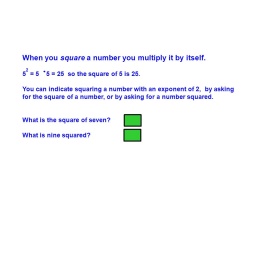 When you square a number you multiply it by itself.
5² = 5 *5 = 25 so the square of 5 is 25.
You can indicate squaring a number with an exponent of 2, by asking
for the square of a number, or by asking for a number squared.
What is the square of seven?
What is nine squared?